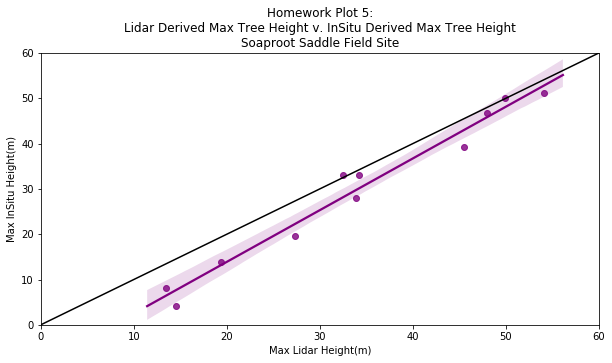 Homework Plot 5:
Lidar Derived Max Tree Height v. InSitu Derived Max Tree Height
Soaproot Saddle Field Site
60
50
40
30
20
10
0
Max InSitu Height(m)
0 10 20 30 40 50 60
Max Lidar Height(m)